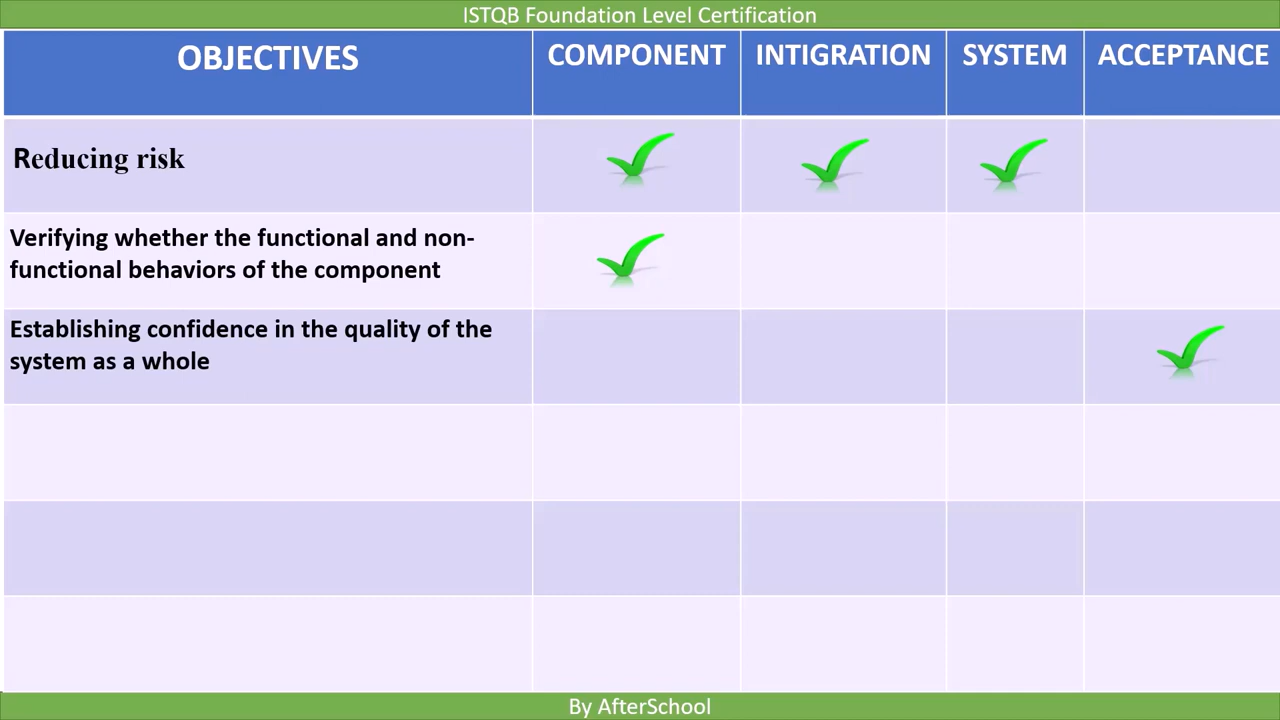 ISTQB Foundation Level Certification
OBJECTIVES COMPONENT INTIGRATION SYSTEM ACCEPTANCE
Reducing risk
Verifying whether the functional and non-
functional behaviors of the component
Establishing confidence in the quality of the
system as a whole
By AfterSchool